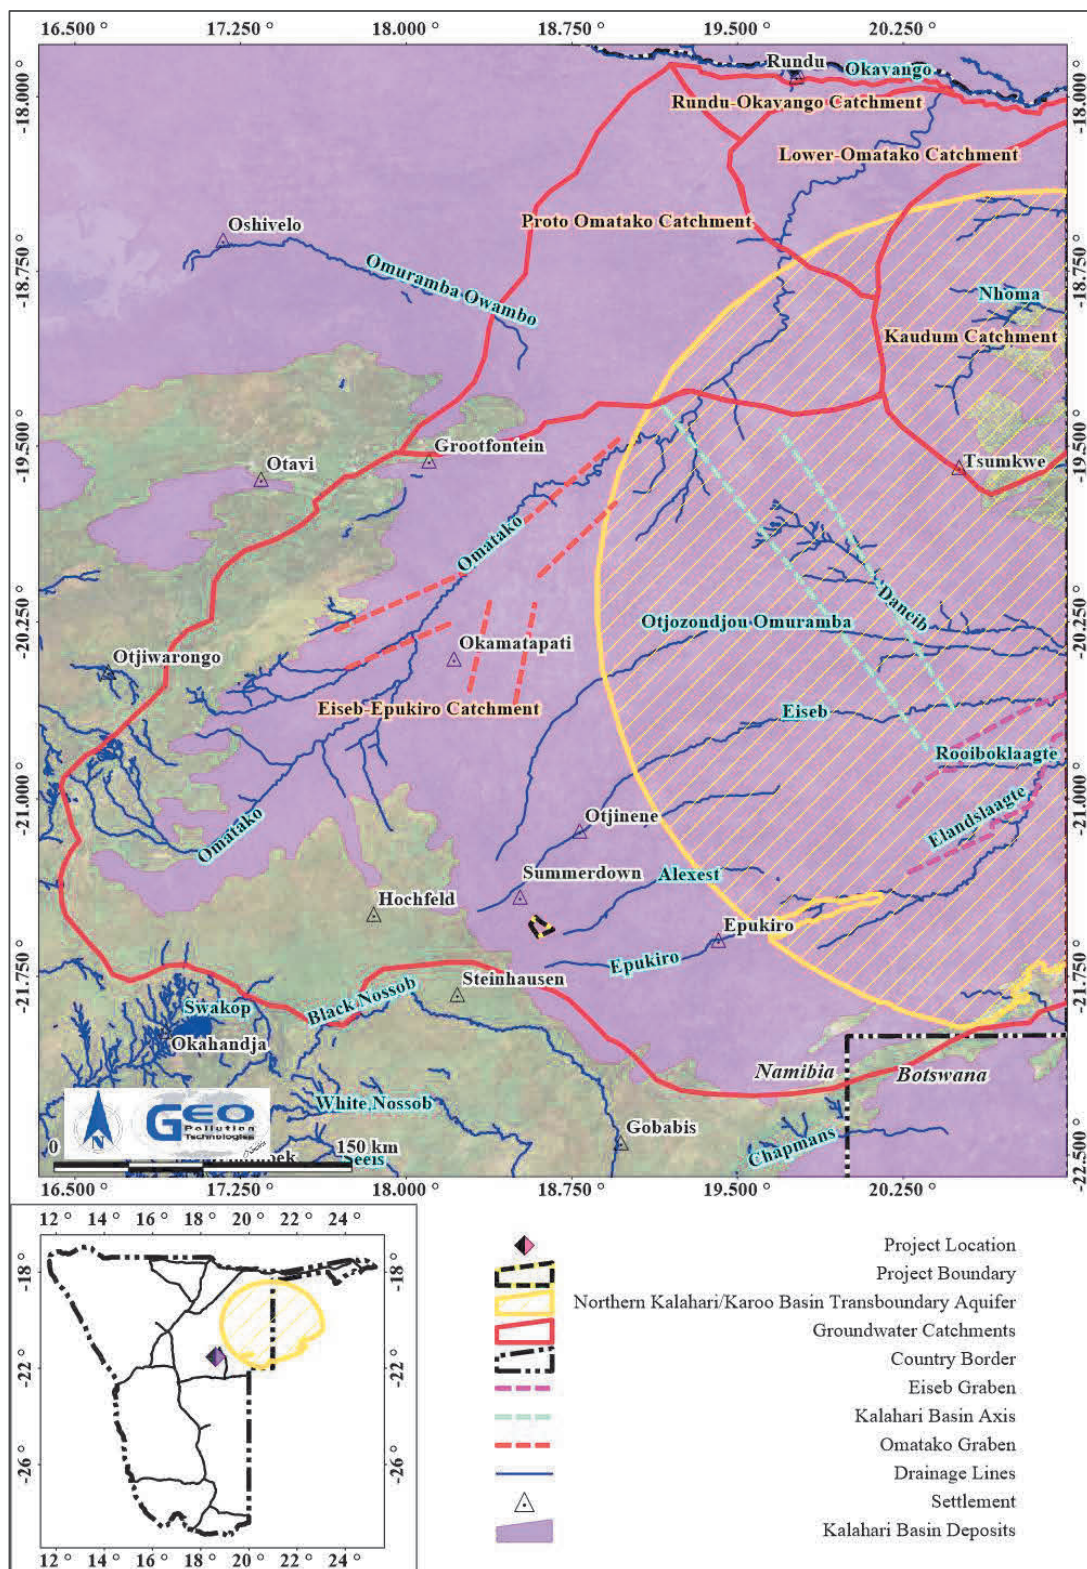 16.500 ° 17.250 ° 18.000 ° 18.750 ° 19.500 ° 20.250 °
-18.000 ° -18.000 °
Rundu
Okavango
Rundu-Okavango Catchment
Lower-Omatako Catchment
Proto Omatako Catchment
Oshivelo
Omuramba Owambo
-18.750 ° -18.750 °
Nhoma
Kaudum Catchment
Grootfontein
Otavi
Tsumkwe
-19.500 ° -19.500 °
Omatako
Daneib
Otjozondjou Omuramba
-20.250 ° -20.250 °
Okamatapati
Otjiwarongo
Eiseb-Epukiro Catchment
Eiseb
Rooiboklaagte
-21.000 ° -21.000 °
Otjinene
Elandslaagte
Omatako
Summerdown
Alexest
Hochfeld
Epukiro
Epukiro
-21.750 ° -21.750 °
Steinhausen
Black Nossob
Swakop
Okahandja
Namibia
Botswana
White Nossob
Gobabis
Chapmans
GEO
Pollution
Technologies
N
0 150 km
Seeis
-22.500 ° -22.500 °
16.500 ° 17.250 ° 18.000 ° 18.750 ° 19.500 ° 20.250 °
12 ° 14 ° 16 ° 18 ° 20 ° 22 ° 24 °
-18 ° -18 °
-22 ° -22 °
-26 ° -26 °
12 ° 14 ° 16 ° 18 ° 20 ° 22 ° 24 °
Project Location
Project Boundary
Northern Kalahari/Karoo Basin Transboundary Aquifer
Groundwater Catchments
Country Border
Eiseb Graben
Kalahari Basin Axis
Omatako Graben
Drainage Lines
Settlement
Kalahari Basin Deposits